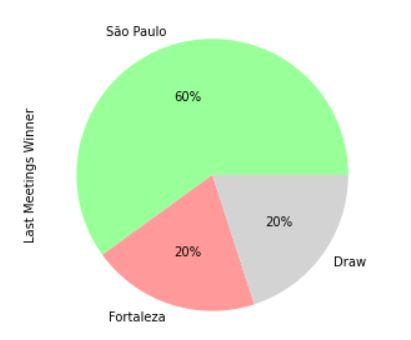 São Paulo
60%
Last Meetings Winner
20%
20%
Draw
Fortaleza